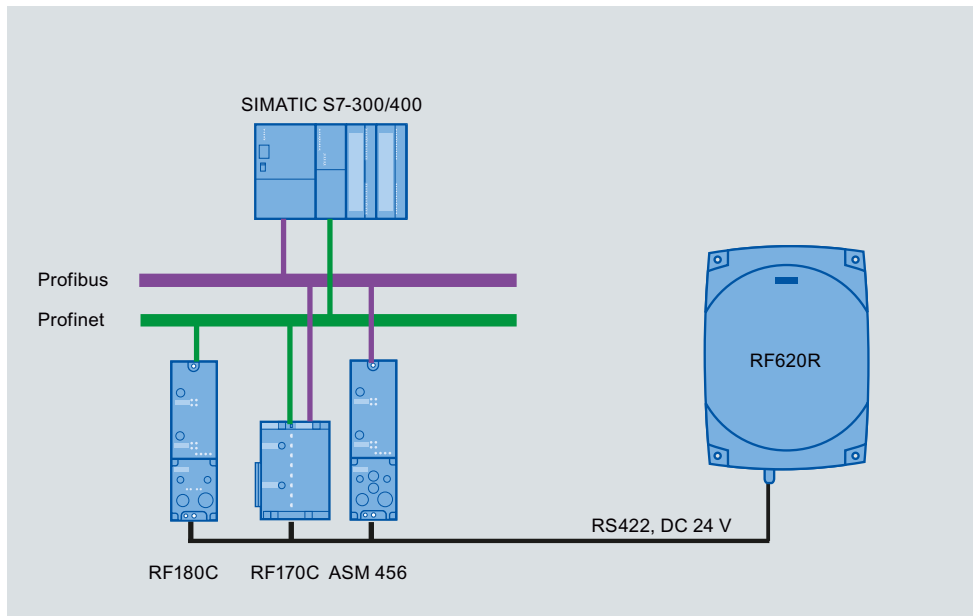 SIMATIC S7-300/400
Profibus
Profinet
RF620R
RS422, DC 24 V
RF180C
RF170C
ASM 456